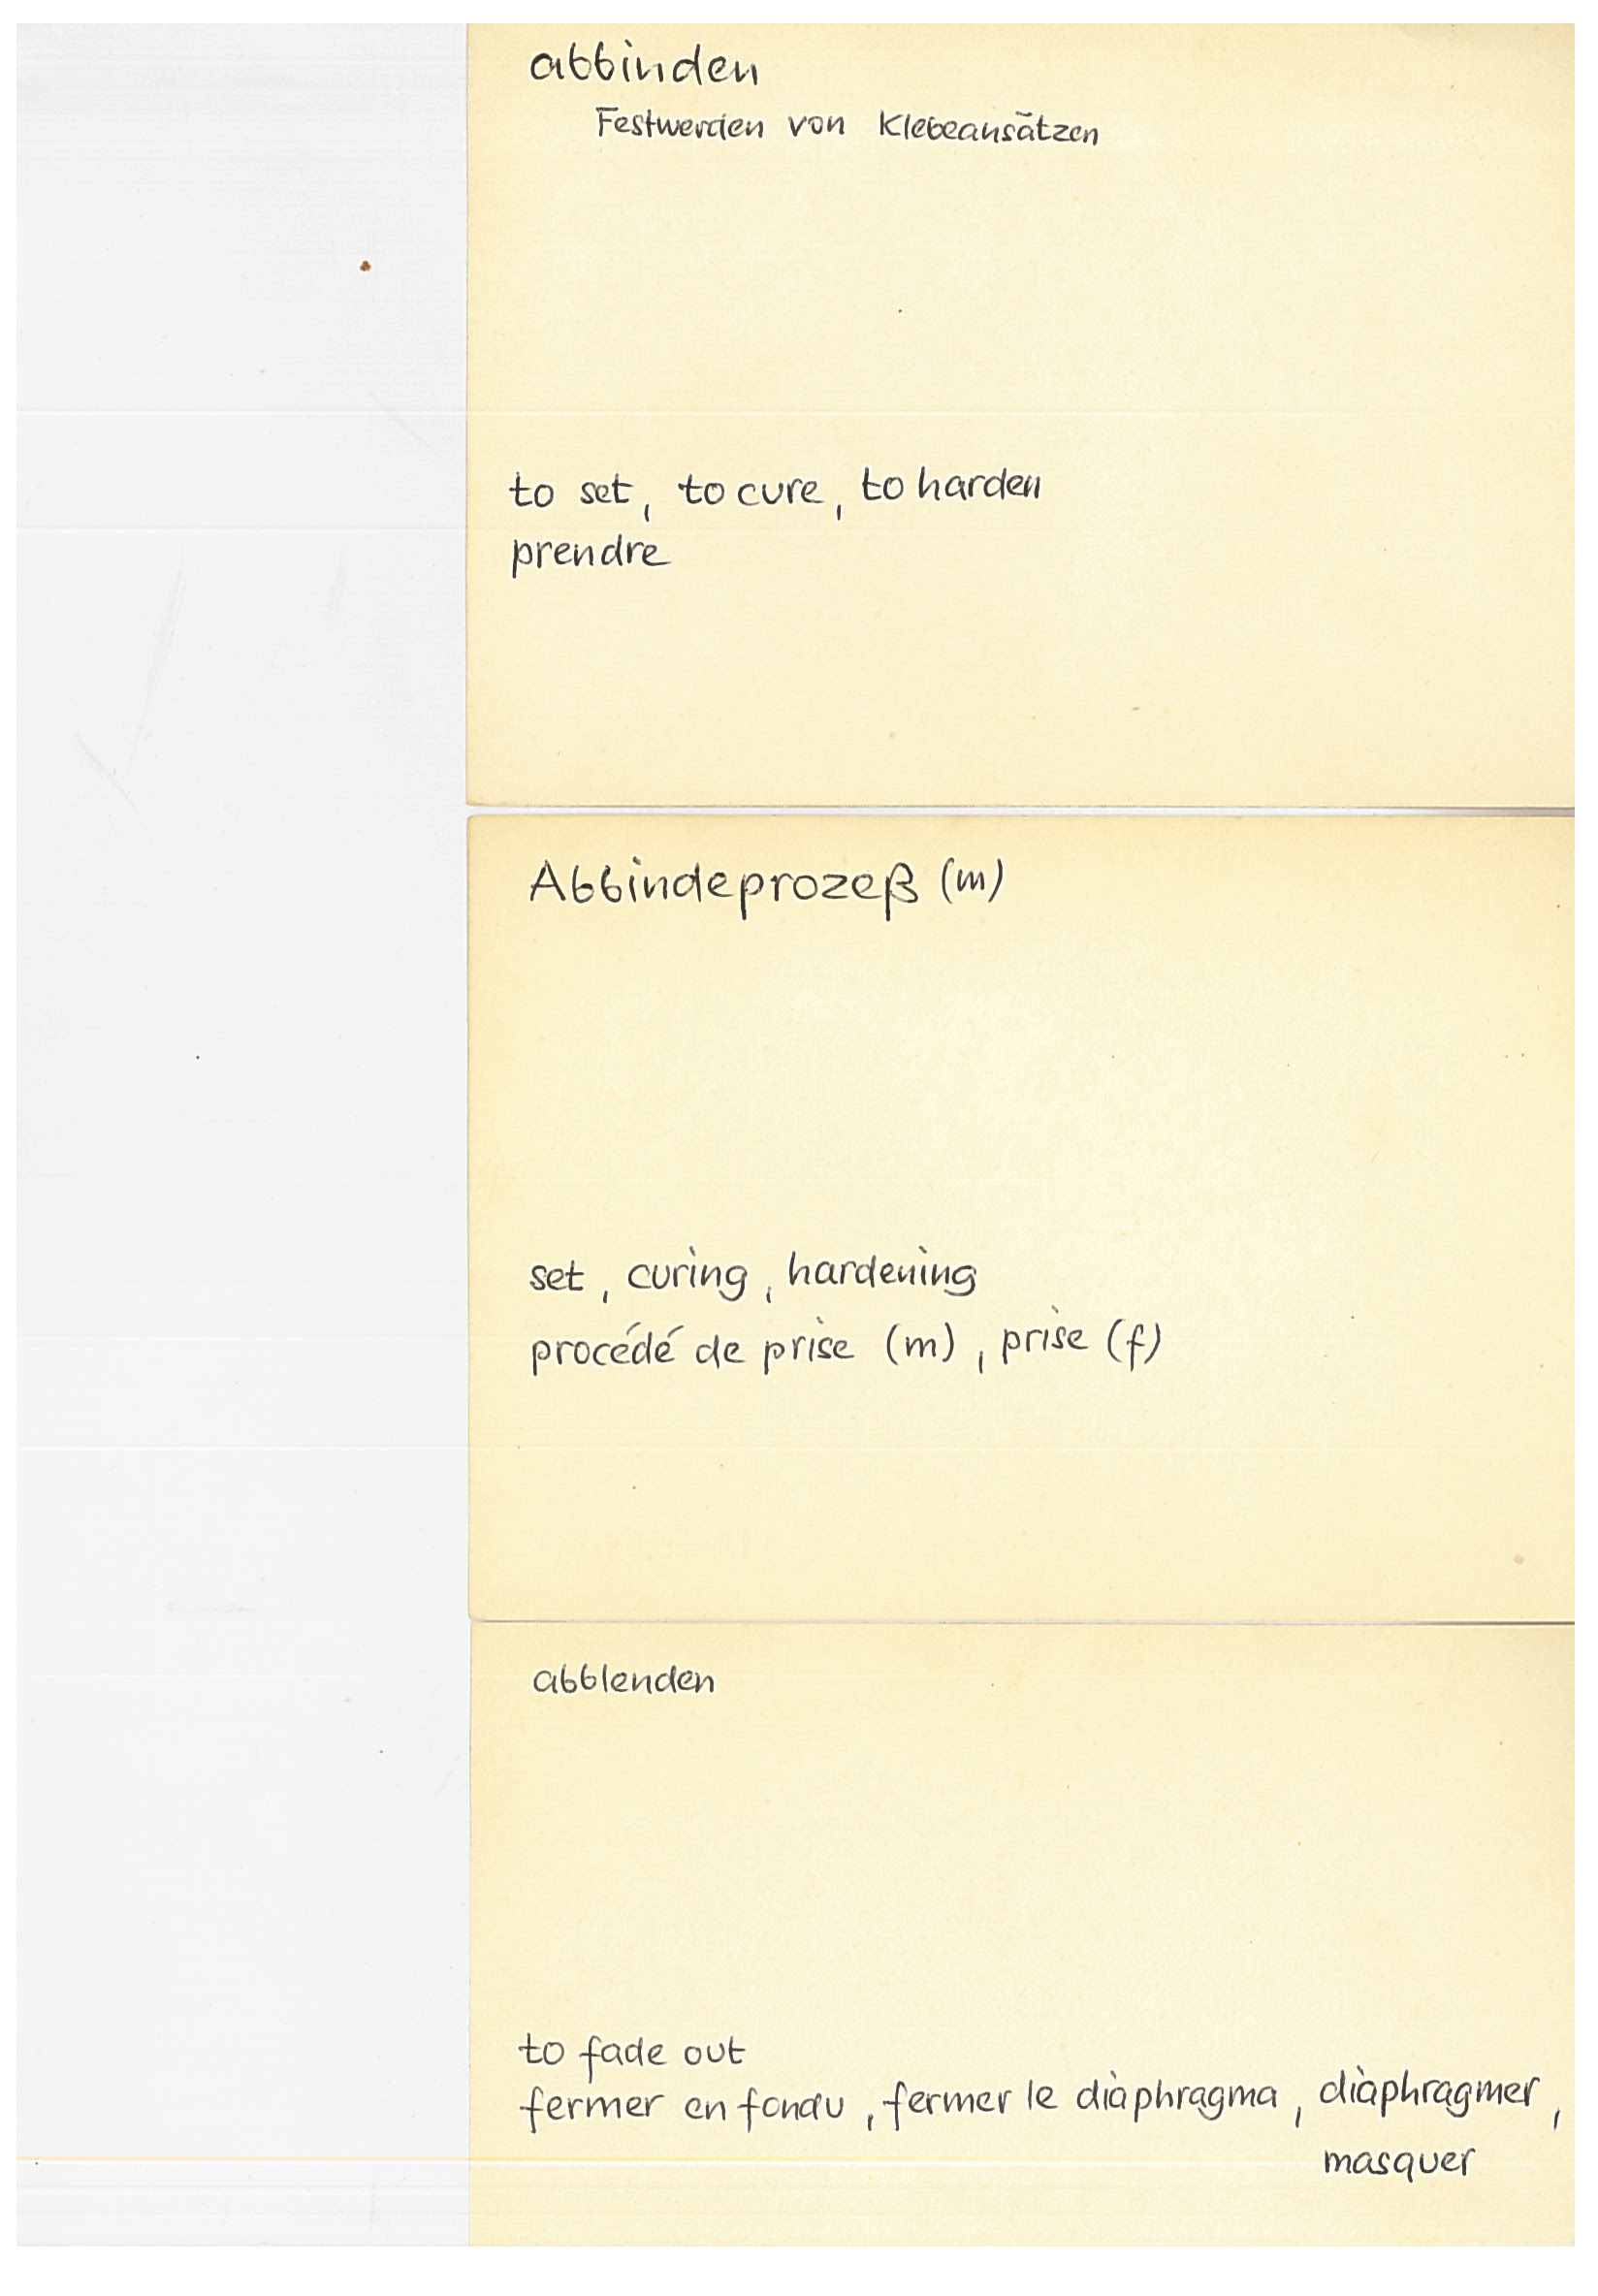 abbinden
Festwerden von Klebeansätzen
to set, to cure, to harden
prendre
Abbindeprozeß (m)
set, curing, hardening
procédé de prise (m), prise (f)
abblenden
to fade out
fermer en fondu, fermer le diaphragma, diaphragmer,
masquer